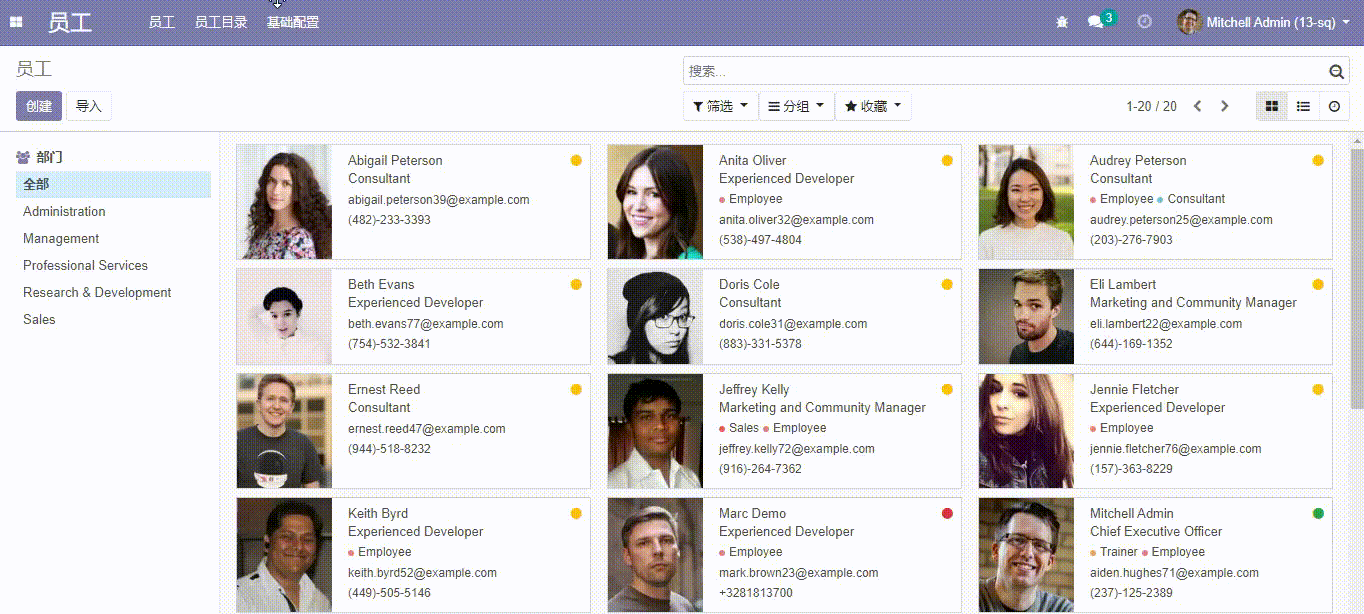 员工 员工 员工目录 基础配置 3 Mitchell Admin (13-sq)
员工
搜索...
创建 导入
筛选 分组 收藏 1-20 / 20
部门
全部
Administration
Management
Professional Services
Research & Development
Sales
Abigail Peterson
Consultant
abigail.peterson39@example.com
(482)-233-3393
Anita Oliver
Experienced Developer
Employee
anita.oliver32@example.com
(538)-497-4804
Audrey Peterson
Consultant
Employee Consultant
audrey.peterson25@example.com
(203)-276-7903
Beth Evans
Experienced Developer
beth.evans77@example.com
(754)-532-3841
Doris Cole
Consultant
doris.cole31@example.com
(883)-331-5378
Eli Lambert
Marketing and Community Manager
eli.lambert22@example.com
(644)-169-1352
Ernest Reed
Consultant
ernest.reed47@example.com
(944)-518-8232
Jeffrey Kelly
Marketing and Community Manager
Sales Employee
jeffrey.kelly72@example.com
(916)-264-7362
Jennie Fletcher
Experienced Developer
Employee
jennie.fletcher76@example.com
(157)-363-8229
Keith Byrd
Experienced Developer
Employee
keith.byrd52@example.com
(449)-505-5146
Marc Demo
Experienced Developer
Employee
mark.brown23@example.com
+3281813700
Mitchell Admin
Chief Executive Officer
Trainer Employee
aiden.hughes71@example.com
(237)-125-2389